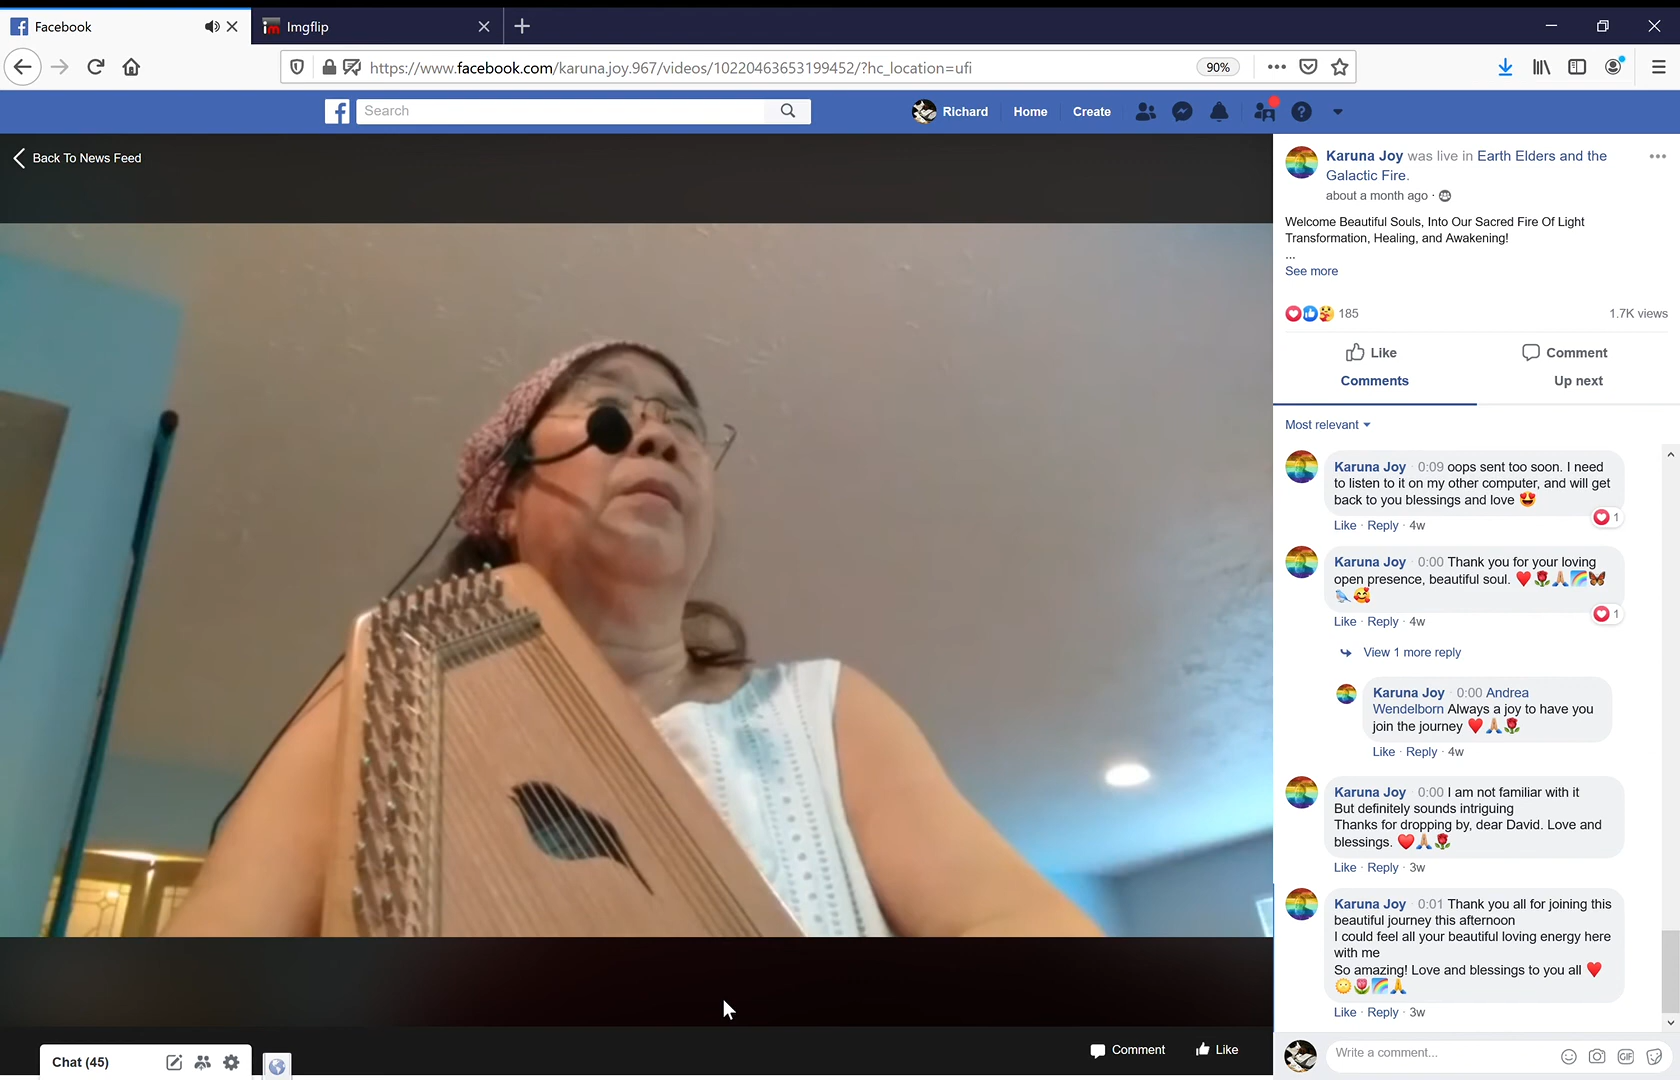 Facebook
Imgflip
https://www.facebook.com/karuna.joy.967/videos/10220463653199452/?hc_location=ufi
90%
Search
Richard
Home
Create
Back To News Feed
Karuna Joy was live in Earth Elders and the
Galactic Fire.
about a month ago ·
Welcome Beautiful Souls, Into Our Sacred Fire Of Light
Transformation, Healing, and Awakening!
...
See more
185
1.7K views
Like
Comment
Comments
Up next
Most relevant
Karuna Joy · 0:09 oops sent too soon. I need
to listen to it on my other computer, and will get
back to you blessings and love 😍
1
Like · Reply · 4w
Karuna Joy · 0:00 Thank you for your loving
open presence, beautiful soul. ❤️🌹🙏🌈🦋
🐦🥰
1
Like · Reply · 4w
View 1 more reply
Karuna Joy · 0:00 Andrea
Wendelborn Always a joy to have you
join the journey ❤️🙏🌹
Like · Reply · 4w
Karuna Joy · 0:00 I am not familiar with it
But definitely sounds intriguing
Thanks for dropping by, dear David. Love and
blessings. ❤️🙏🌹
Like · Reply · 3w
Karuna Joy · 0:01 Thank you all for joining this
beautiful journey this afternoon
I could feel all your beautiful loving energy here
with me
So amazing! Love and blessings to you all ❤️
🌞🌷🌈🙏
Like · Reply · 3w
Comment
Like
Chat (45)
Write a comment...
GIF